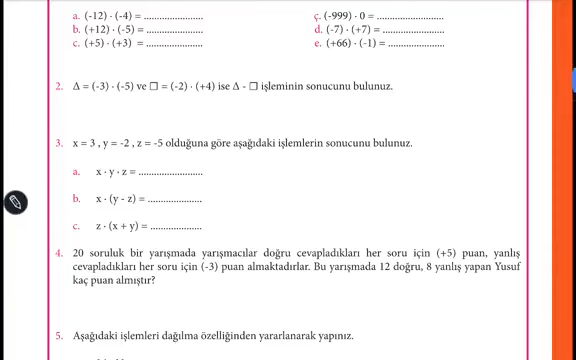 a. (-12) · (-4) = .......................
ç. (-999) · 0 = ..........................
b. (+12) · (-5) = ......................
d. (-7) · (+7) = ........................
c. (+5) · (+3) = ......................
e. (+66) · (-1) = ......................
2. Δ = (-3) · (-5) ve ❒ = (-2) · (+4) ise Δ - ❒ işleminin sonucunu bulunuz.
3. x = 3 , y = -2 , z = -5 olduğuna göre aşağıdaki işlemlerin sonucunu bulunuz.
a. x · y · z = .........................
b. x · (y - z) = .....................
c. z · (x + y) = ....................
4. 20 soruluk bir yarışmada yarışmacılar doğru cevapladıkları her soru için (+5) puan, yanlış
cevapladıkları her soru için (-3) puan almaktadırlar. Bu yarışmada 12 doğru, 8 yanlış yapan Yusuf
kaç puan almıştır?
5. Aşağıdaki işlemleri dağılma özelliğinden yararlanarak yapınız.